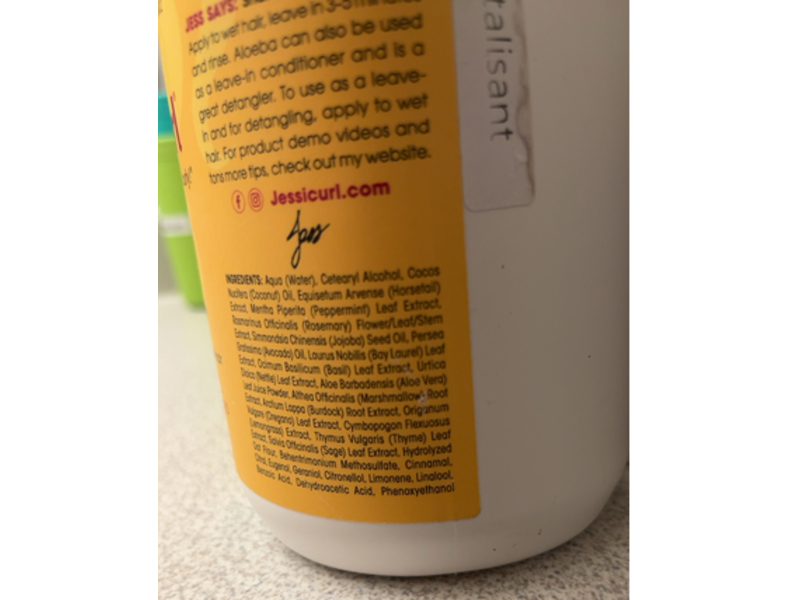 JESS SAYS:
Apply to wet hair, leave in 3-5 minutes
and rinse. Aloeba can also be used
as a leave-in conditioner and is a
great detangler. To use as a leave-
in and for detangling, apply to wet
hair. For product demo videos and
tons more tips, check out my website.
Jessicurl.com
Jess
INGREDIENTS: Aqua (Water), Cetearyl Alcohol, Cocos
Nucifera (Coconut) Oil, Equisetum Arvense (Horsetail)
Extract, Mentha Piperita (Peppermint) Leaf Extract,
Rosmarinus Officinalis (Rosemary) Flower/Leaf/Stem
Extract, Simmondsia Chinensis (Jojoba) Seed Oil, Persea
Gratissima (Avocado) Oil, Laurus Nobilis (Bay Laurel) Leaf
Extract, Ocimum Basilicum (Basil) Leaf Extract, Urtica
Dioica (Nettle) Leaf Extract, Aloe Barbadensis (Aloe Vera)
Leaf Juice Powder, Althea Officinalis (Marshmallow) Root
Extract, Arctium Lappa (Burdock) Root Extract, Origanum
Vulgare (Oregano) Leaf Extract, Cymbopogon Flexuosus
(Lemongrass) Extract, Thymus Vulgaris (Thyme) Leaf
Extract, Salvia Officinalis (Sage) Leaf Extract, Hydrolyzed
Oat Flour, Behentrimonium Methosulfate, Cinnamal,
Citral, Eugenol, Geraniol, Citronellol, Limonene, Linalool,
Benzoic Acid, Dehydroacetic Acid, Phenoxyethanol
talisant